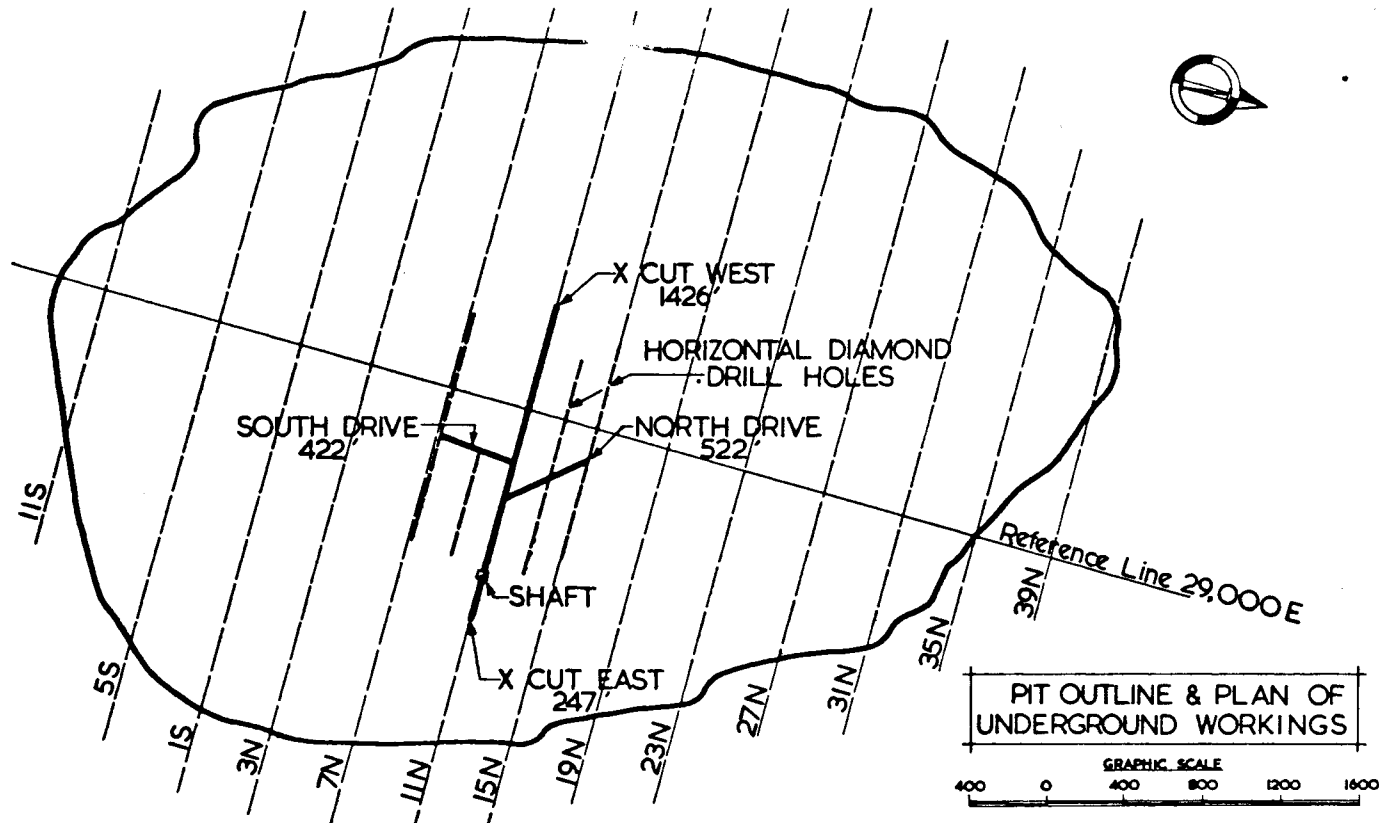 X CUT WEST
1426'
HORIZONTAL DIAMOND
DRILL HOLES
SOUTH DRIVE
422'
NORTH DRIVE
522'
11S
Reference Line 29,000 E
SHAFT
39N
35N
X CUT EAST
247'
5S
31N
27N
1S
3N
7N
11N
15N
19N
23N
PIT OUTLINE & PLAN OF
UNDERGROUND WORKINGS
GRAPHIC SCALE
400 0 400 800 1200 1600